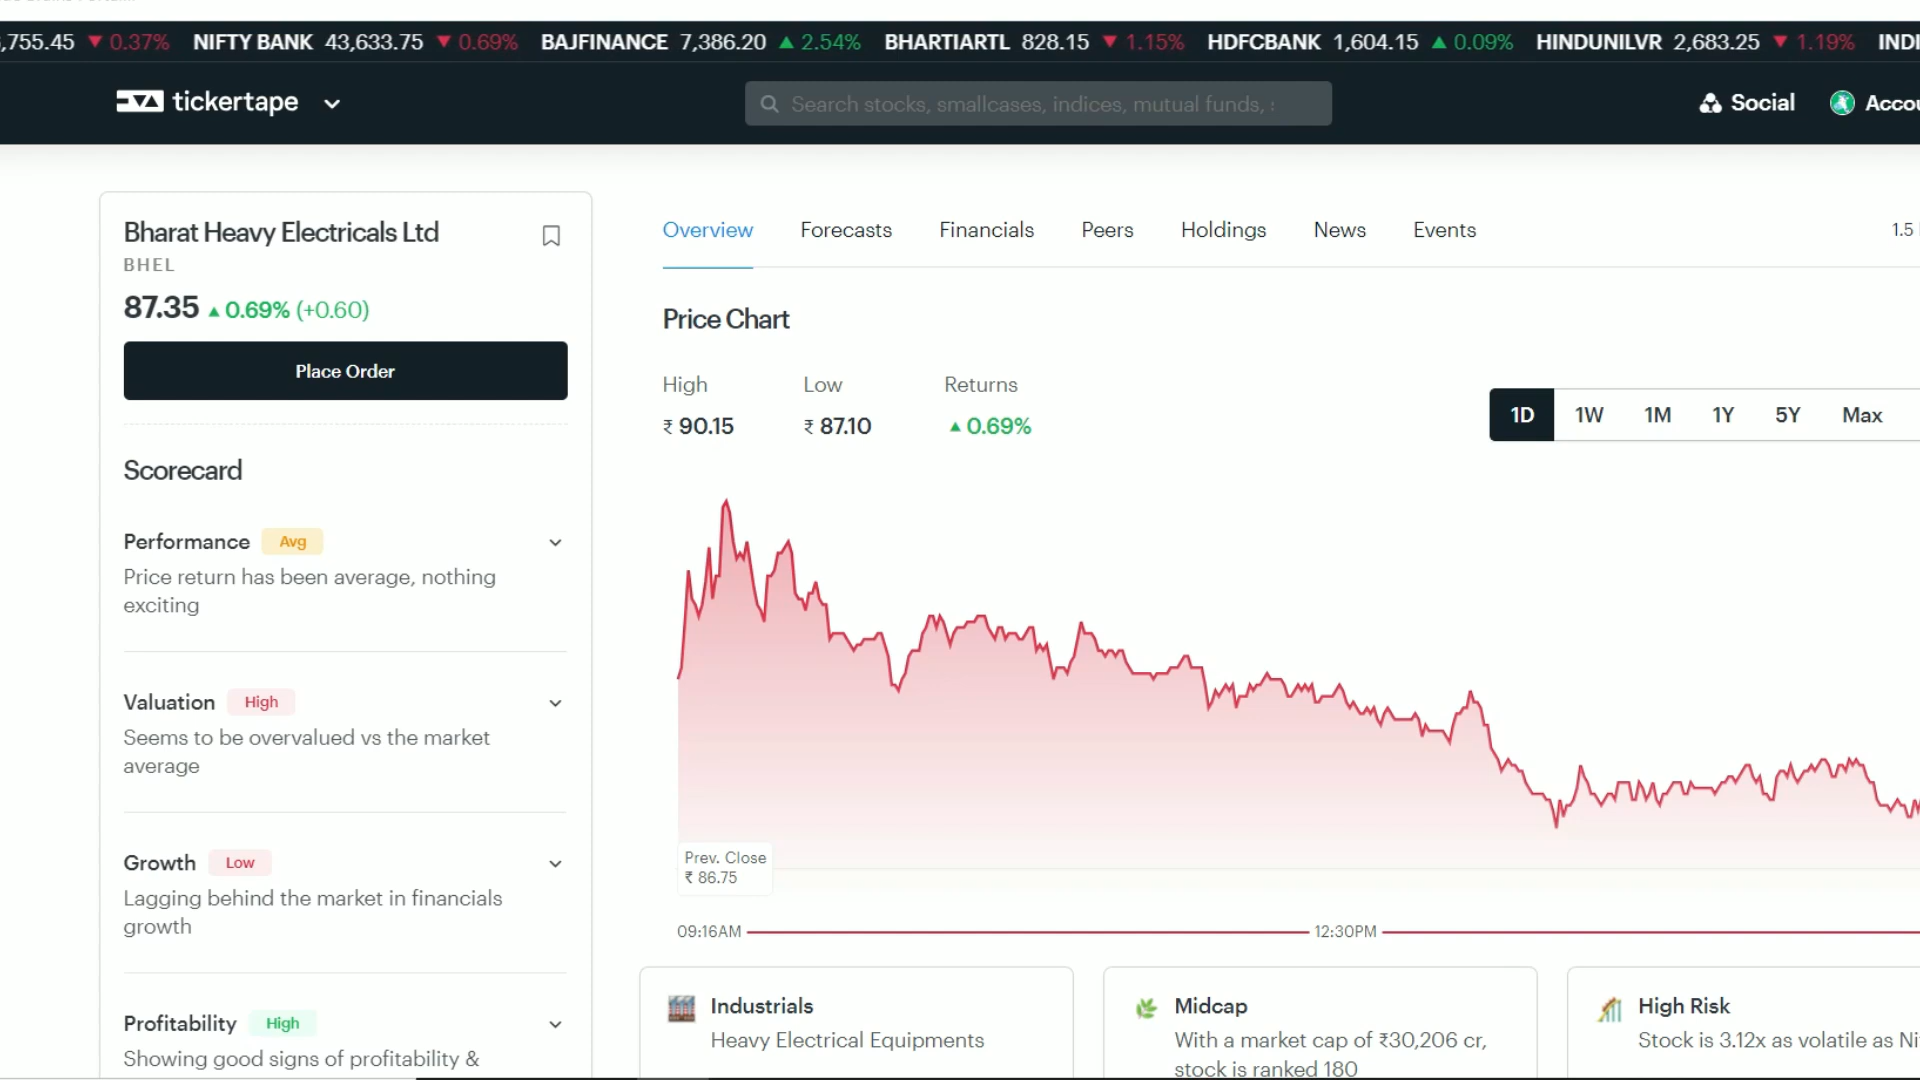 ,755.45 ▼ 0.37% NIFTY BANK 43,633.75 ▼ 0.69% BAJFINANCE 7,386.20 ▲ 2.54% BHARTIARTL 828.15 ▼ 1.15% HDFCBANK 1,604.15 ▲ 0.09% HINDUNILVR 2,683.25 ▼ 1.19% INDI
tickertape
Search stocks, smallcases, indices, mutual funds,
Social
Accou
Bharat Heavy Electricals Ltd
BHEL
87.35 ▲ 0.69% (+0.60)
Place Order
Scorecard
Performance Avg
Price return has been average, nothing
exciting
Valuation High
Seems to be overvalued vs the market
average
Growth Low
Lagging behind the market in financials
growth
Profitability High
Showing good signs of profitability &
Overview Forecasts Financials Peers Holdings News Events
1.5
Price Chart
High Low Returns
₹ 90.15 ₹ 87.10 ▲ 0.69%
1D 1W 1M 1Y 5Y Max
Prev. Close
₹ 86.75
09:16AM 12:30PM
Industrials
Heavy Electrical Equipments
Midcap
With a market cap of ₹30,206 cr,
stock is ranked 180
High Risk
Stock is 3.12x as volatile as Ni